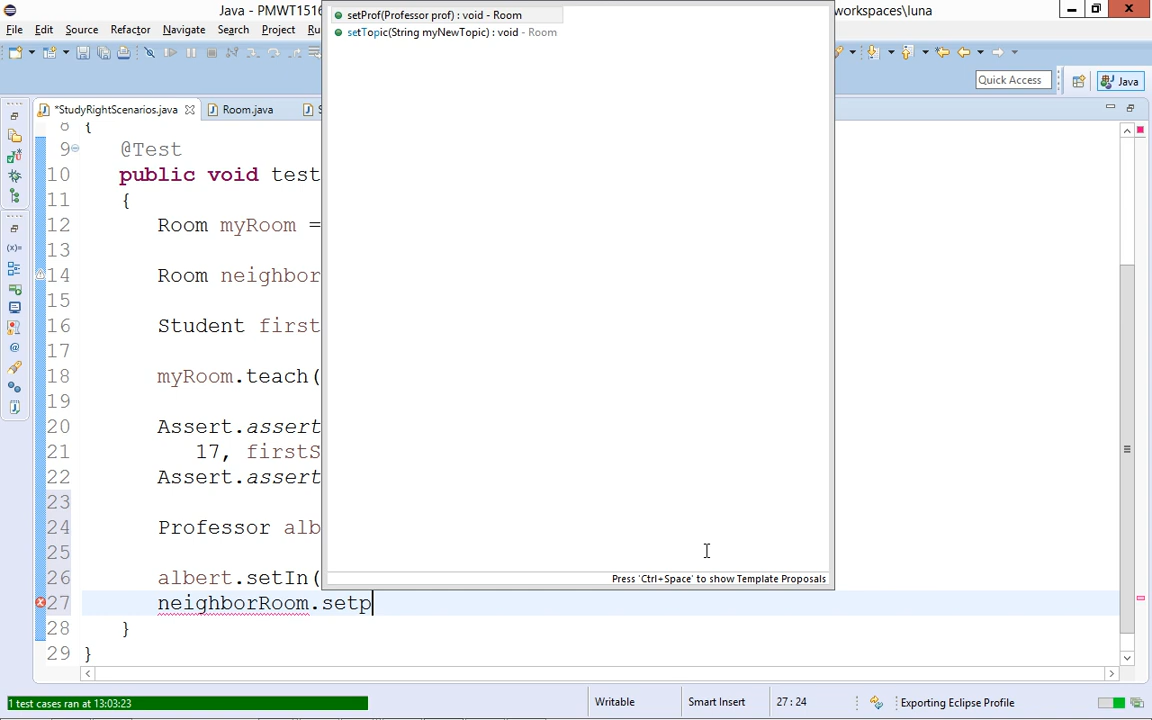 Java - PMWT1516
orkspaces\luna
File Edit Source Refactor Navigate Search Project Ru
Quick Access
Java
*StudyRightScenarios.java
Room.java
setProf(Professor prof) : void - Room
setTopic(String myNewTopic) : void - Room
8 {
9 @Test
10 public void test
11 {
12 Room myRoom =
13
14 Room neighbor
15
16 Student first
17
18 myRoom.teach(
19
20 Assert.assert
21 17, firstS
22 Assert.assert
23
24 Professor alb
25
26 albert.setIn(
27 neighborRoom.setp
28 }
29 }
Press 'Ctrl+Space' to show Template Proposals
1 test cases ran at 13:03:23
Writable
Smart Insert
27 : 24
Exporting Eclipse Profile